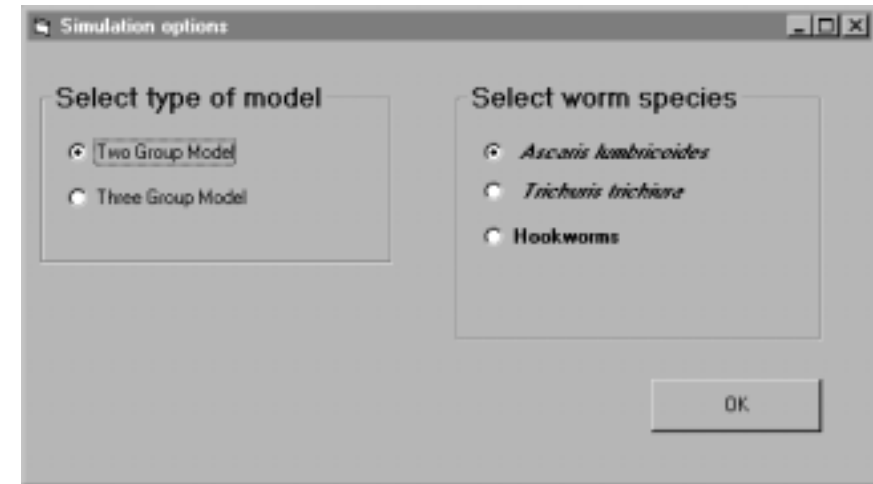 Simulation options
Select type of model
Two Group Model
Three Group Model
Select worm species
Ascaris lumbricoides
Trichuris trichiura
Hookworms
OK